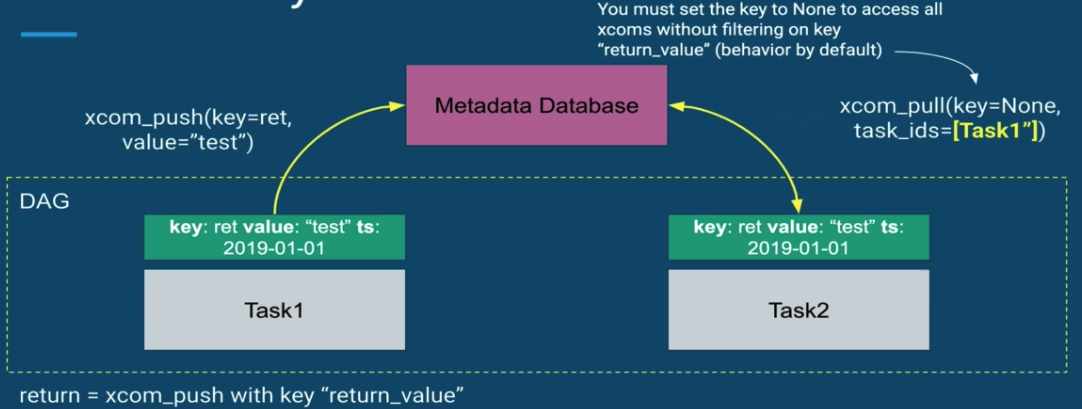 You must set the key to None to access all
xcoms without filtering on key
“return_value” (behavior by default)
Metadata Database
xcom_push(key=ret,
value=”test”)
xcom_pull(key=None,
task_ids=[Task1”])
DAG
key: ret value: “test” ts:
2019-01-01
key: ret value: “test” ts:
2019-01-01
Task1
Task2
return = xcom_push with key “return_value”